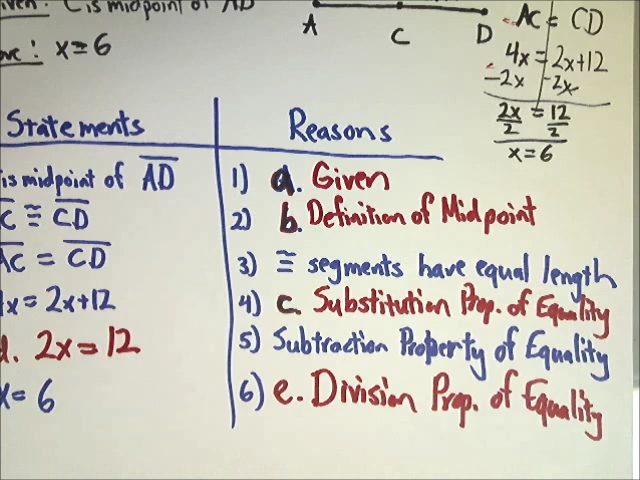 C is midpoint of AD
A C D
x = 6
AC = CD
4x = 2x+12
-2x -2x
2x/2 = 12/2
x = 6
Statements Reasons
is midpoint of AD 1) a. Given
C ≅ CD 2) b. Definition of Midpoint
3) ≅ segments have equal length
AC = CD
x = 2x+12 4) c. Substitution Prop. of Equality
d. 2x = 12 5) Subtraction Property of Equality
x = 6 6) e. Division Prop. of Equality